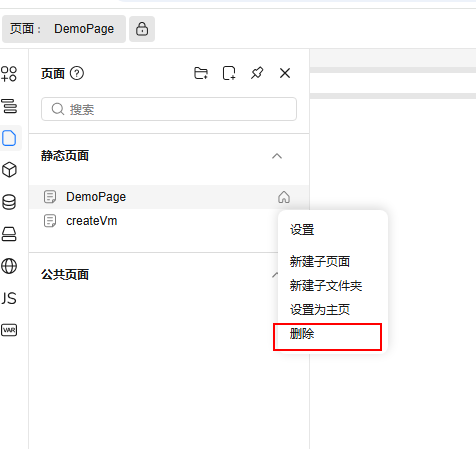 页面： DemoPage
页面
搜索
静态页面
DemoPage
createVm
公共页面
设置
新建子页面
新建子文件夹
设置为主页
删除
JS
VAR